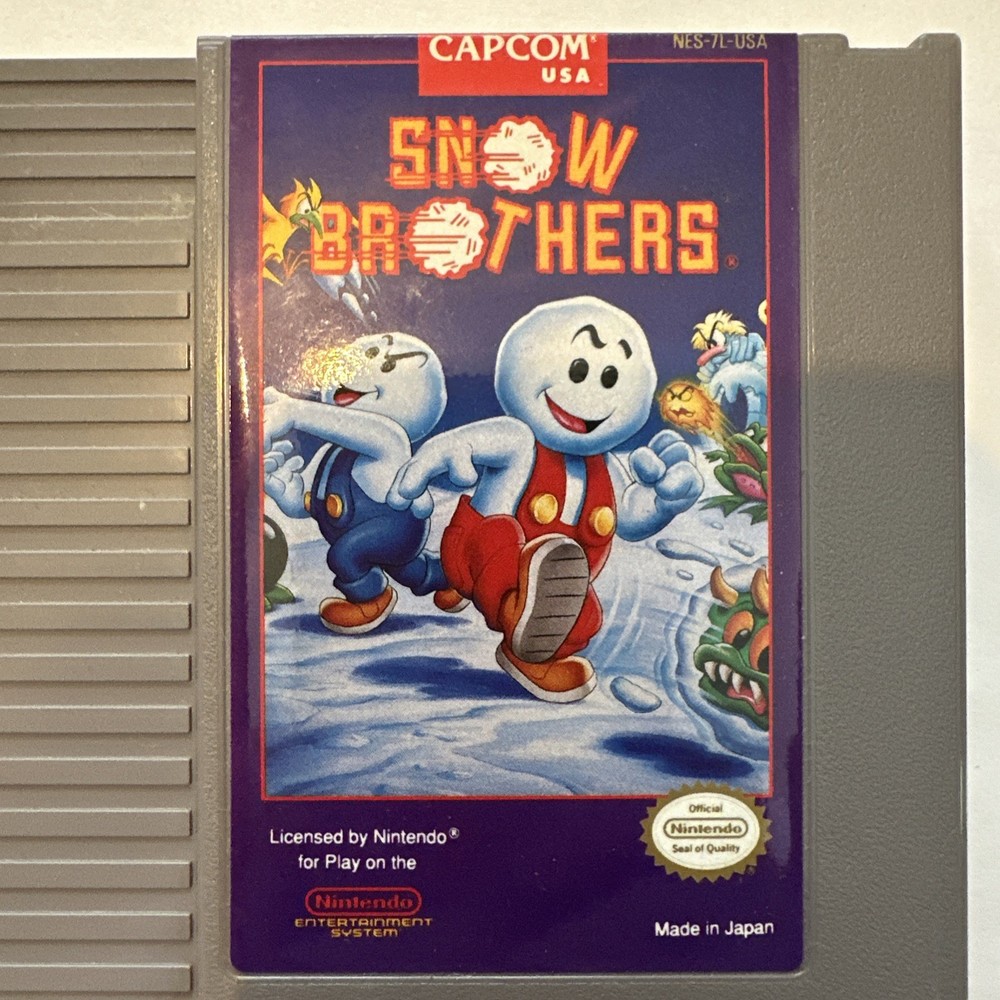 CAPCOM®
USA
NES-7L-USA
SNOW
BROTHERS®
Licensed by Nintendo®
for Play on the
Nintendo
ENTERTAINMENT
SYSTEM
Official
Nintendo
Seal of Quality
Made in Japan